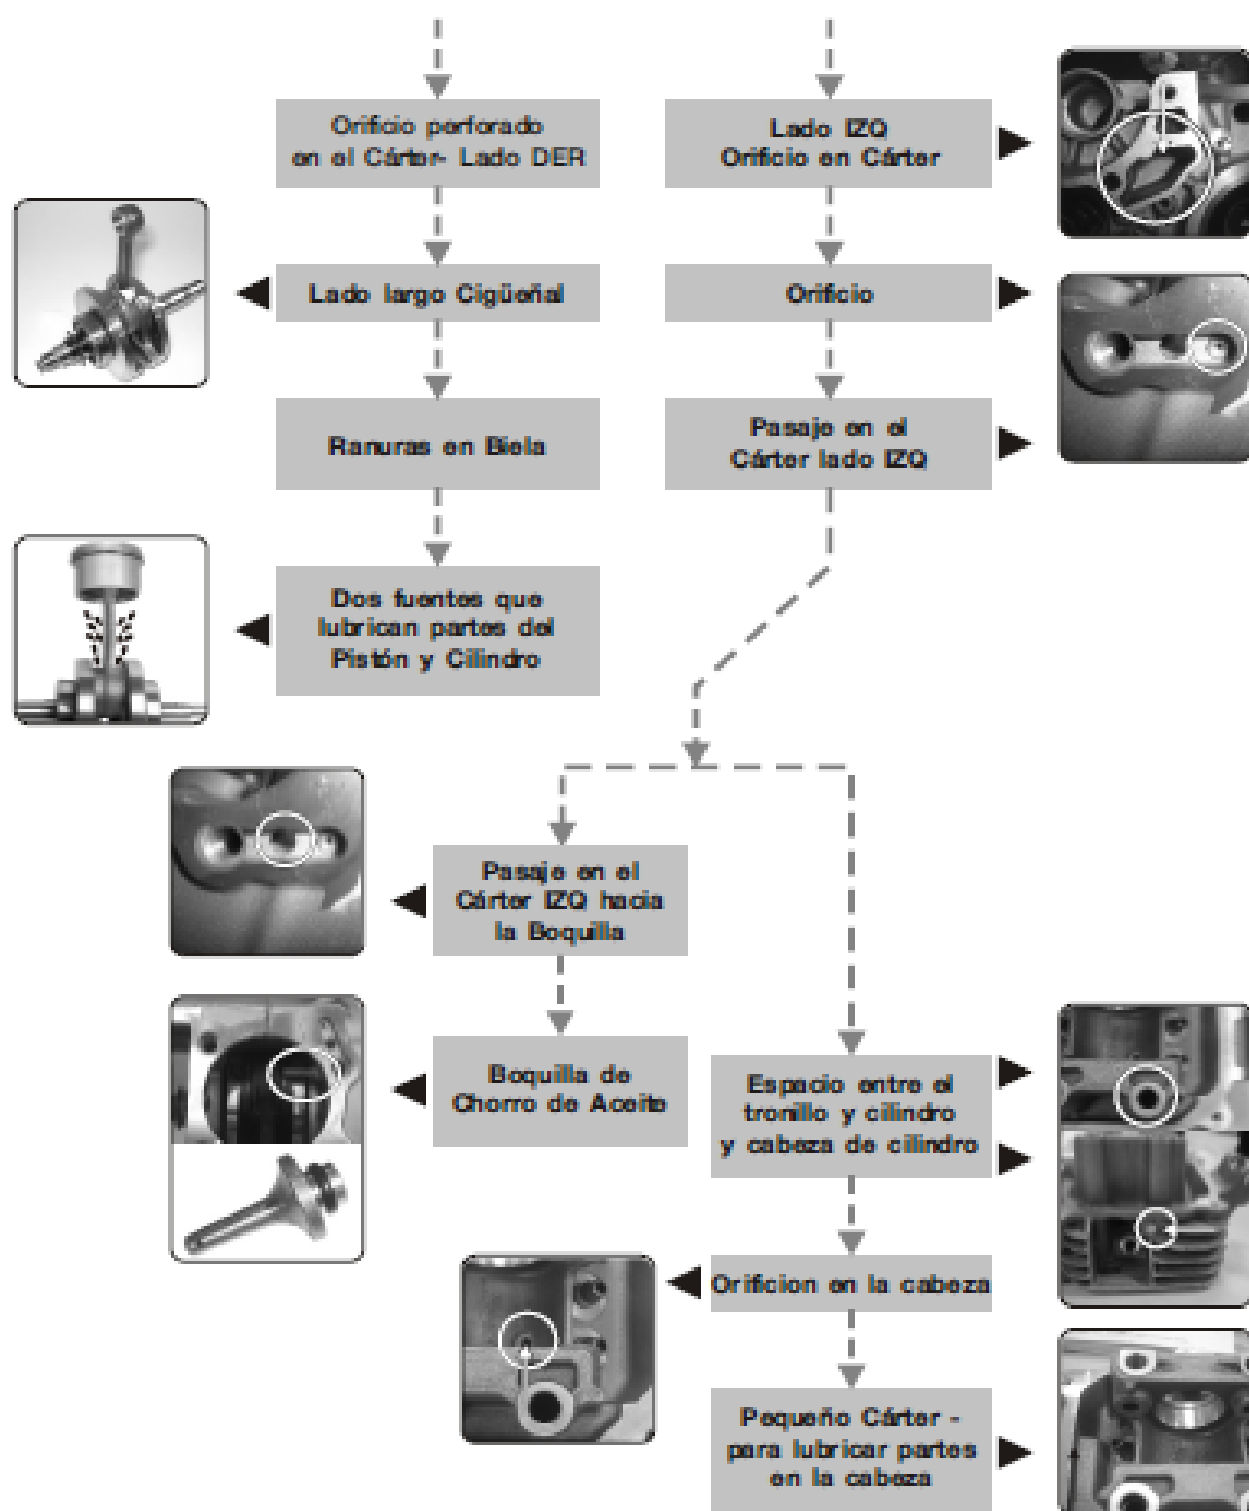 Orificio perforado
en el Cárter- Lado DER
Lado largo Cigüeñal
Ranuras en Biela
Dos fuentes que
lubrican partes del
Pistón y Cilindro
Lado IZQ
Orificio en Cárter
Orificio
Pasaje en el
Cárter lado IZQ
Pasaje en el
Cárter IZQ hacia
la Boquilla
Boquilla de
Chorro de Aceite
Espacio entre el
tronillo y cilindro
y cabeza de cilindro
Orificion en la cabeza
Pequeño Cárter -
para lubricar partes
en la cabeza